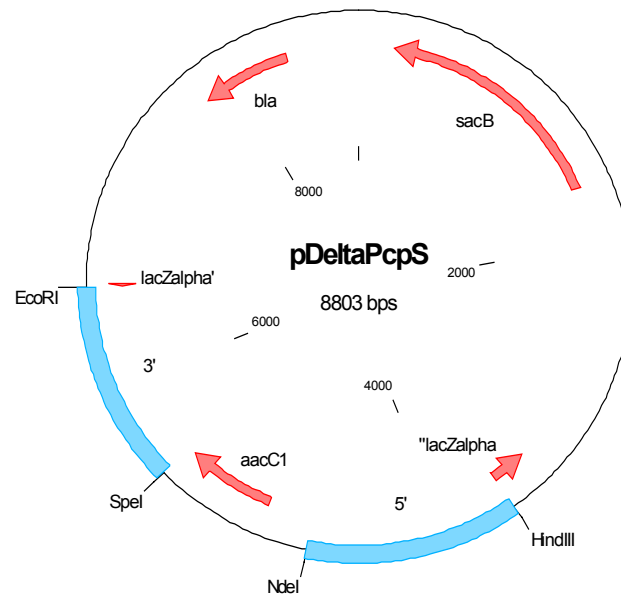 bla
sacB
8000
pDeltaPcpS
2000
lacZalpha'
EcoRI
8803 bps
6000
3'
4000
"lacZalpha
aacC1
SpeI
5'
HindIII
NdeI